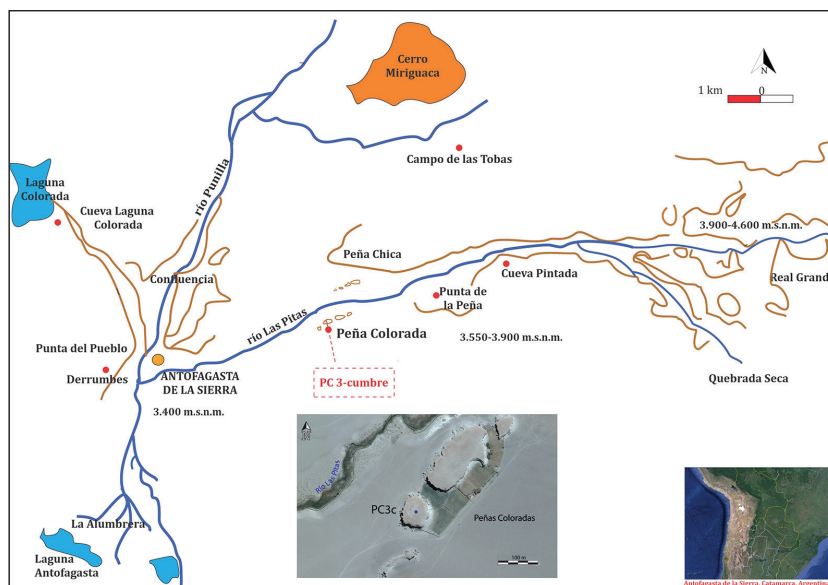 Cerro
Miriguaca
N
1 km 0
río Punilla
Campo de las Tobas
Laguna
Colorada
Cueva Laguna
Colorada
3.900-4.600 m.s.n.m.
Peña Chica
Confluencia
Cueva Pintada
Real Grand
Punta de
la Peña
río Las Pitas
Peña Colorada
3.550-3.900 m.s.n.m.
Punta del Pueblo
Derrumbes
ANTOFAGASTA
DE LA SIERRA
3.400 m.s.n.m.
PC 3-cumbre
Quebrada Seca
Río Las Pitas
PC3c
Peñas Coloradas
100 m
La Alumbrera
Laguna
Antofagasta
Antofagasta de la Sierra, Catamarca, Argentina